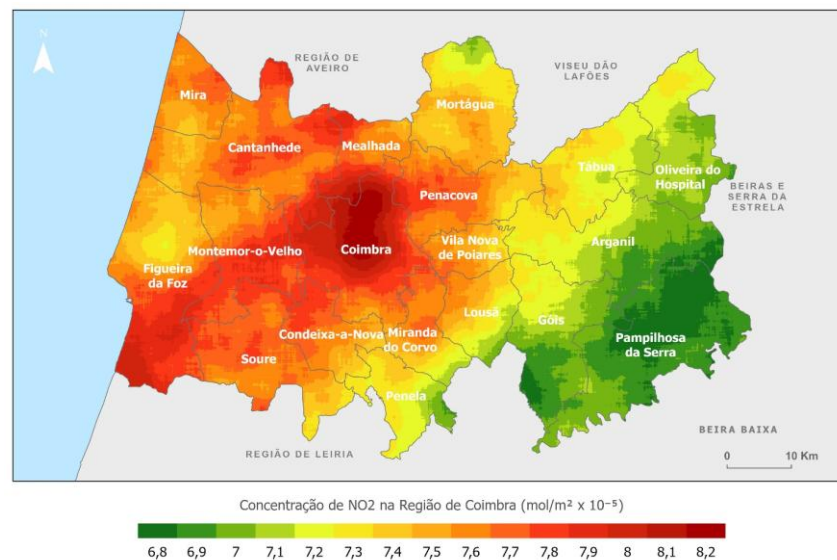 N
REGIÃO DE
AVEIRO
VISEU DÃO
LAFÕES
Mira
Mortágua
Cantanhede
Mealhada
Tábua
Oliveira do
Hospital
Penacova
BEIRAS E
SERRA DA
ESTRELA
Vila Nova
de Poiares
Arganil
Montemor-o-Velho
Coimbra
Figueira
da Foz
Lousã
Góis
Condeixa-a-Nova
Miranda
do Corvo
Soure
Pampilhosa
da Serra
Penela
BEIRA BAIXA
REGIÃO DE LEIRIA
0 10 Km
Concentração de NO2 na Região de Coimbra (mol/m² x 10⁻⁵)
6,8 6,9 7 7,1 7,2 7,3 7,4 7,5 7,6 7,7 7,8 7,9 8 8,1 8,2